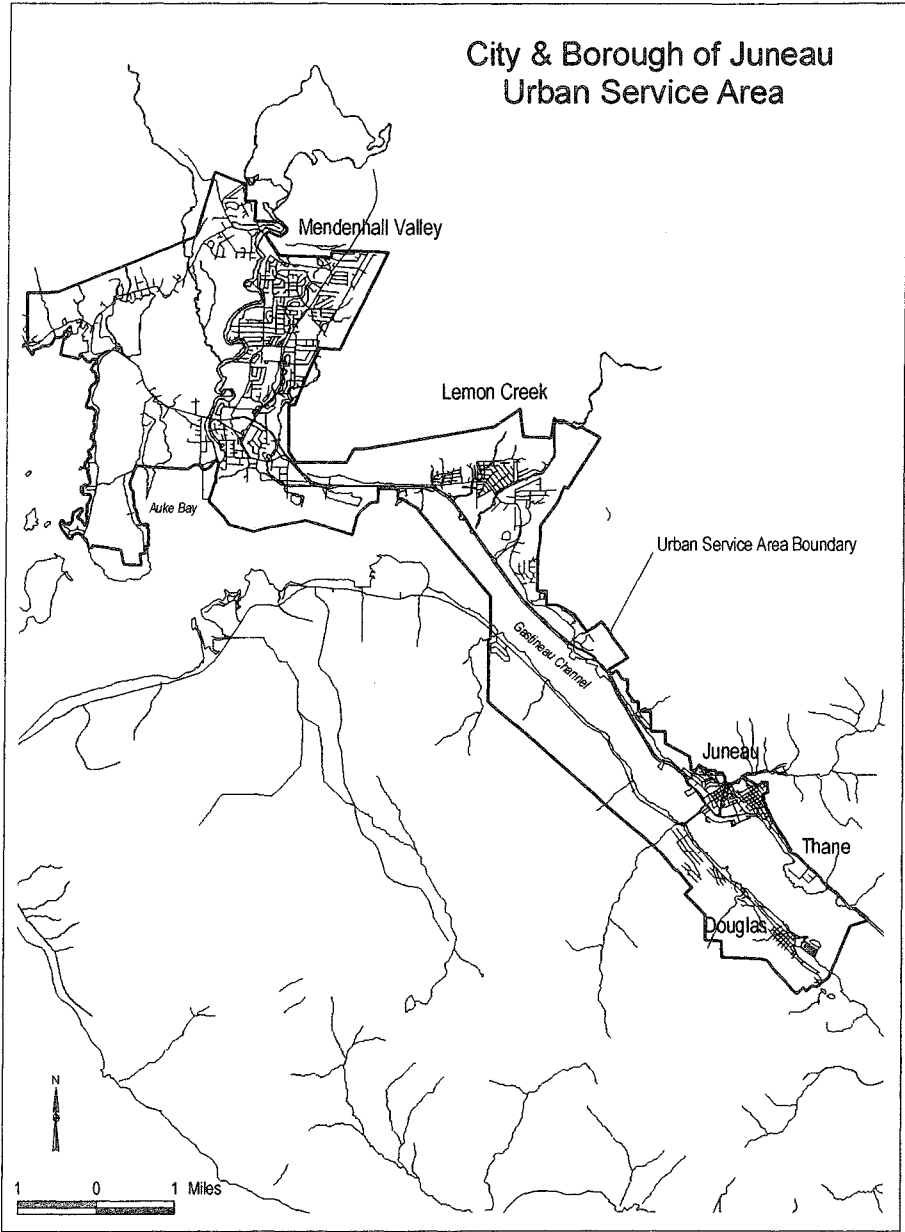 City & Borough of Juneau
Urban Service Area
Mendenhall Valley
Lemon Creek
Auke Bay
Urban Service Area Boundary
Gastineau Channel
Juneau
Thane
Douglas
N
1 0 1 Miles